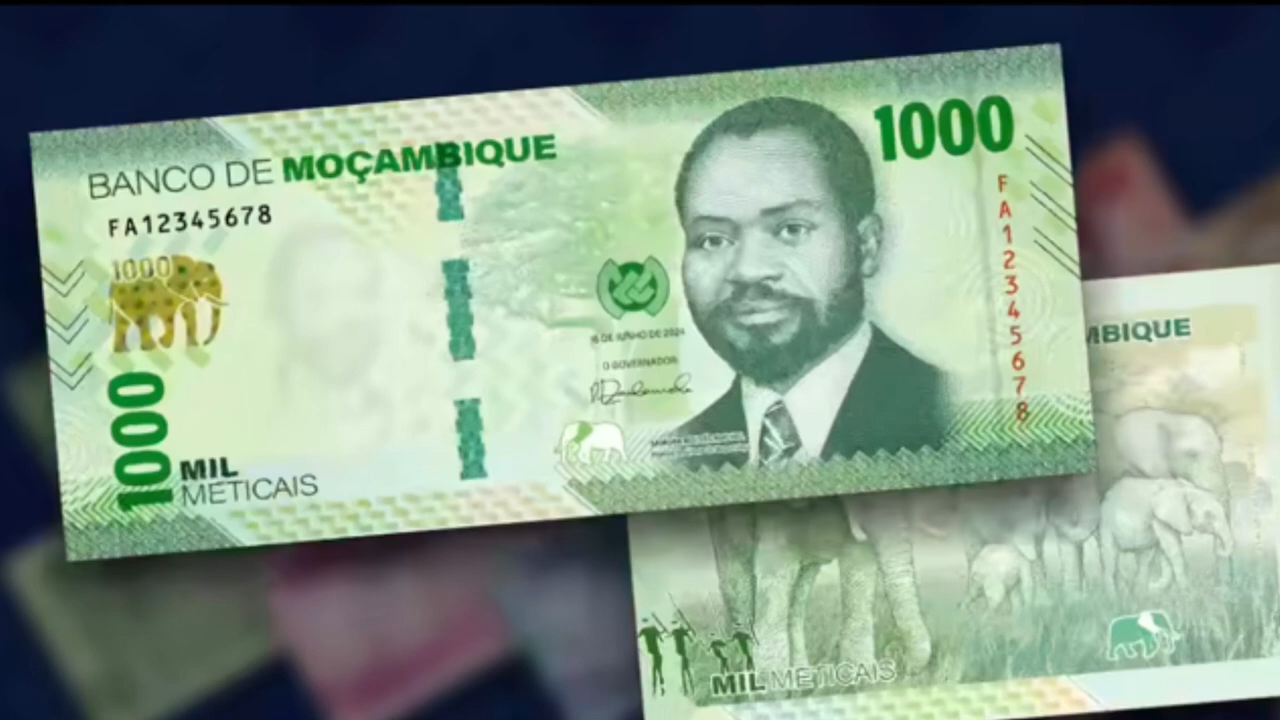 BANCO DE MOÇAMBIQUE
FA12345678
1000
1000
MIL
METICAIS
16 DE JUNHO DE 2024
O GOVERNADOR
1000
FA12345678
MBIQUE
MIL METICAIS